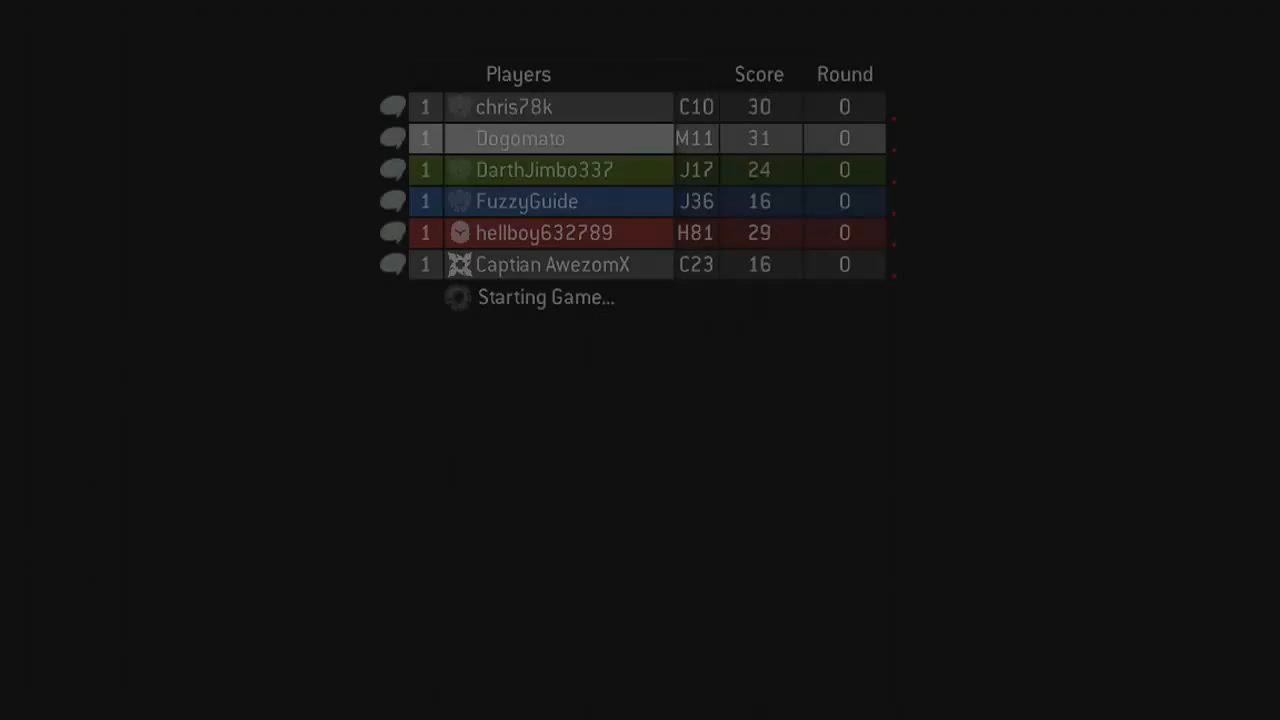 Players Score Round
1 chris78k C10 30 0
1 Dogomato M11 31 0
1 DarthJimbo337 J17 24 0
1 FuzzyGuide J36 16 0
1 hellboy632789 H81 29 0
1 Captian AwezomX C23 16 0
Starting Game...